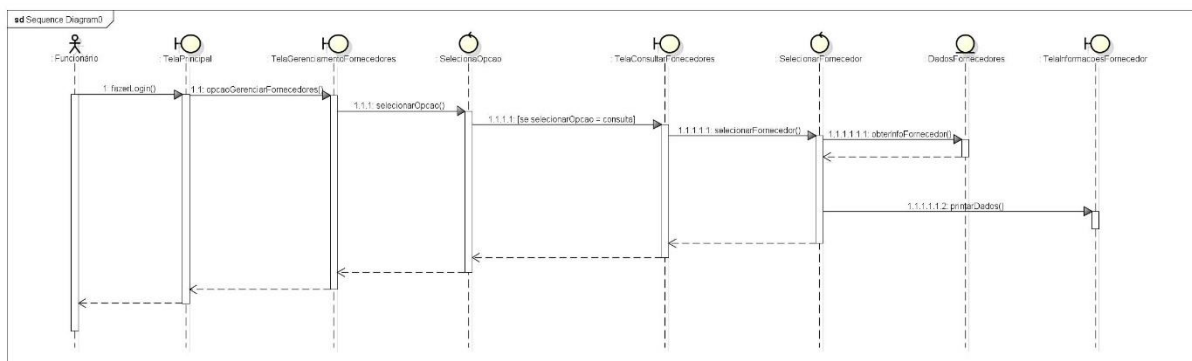 sd Sequence Diagram0
: Funcionário
: TelaPrincipal
TelaGerenciamentoFornecedores
: SelecionaOpcao
: TelaConsultarFornecedores
: SelecionarFornecedor
DadosFornecedores
: TelaInformacoesFornecedor
1: fazerLogin()
1.1: opcaoGerenciarFornecedores()
1.1.1: selecionarOpcao()
1.1.1.1: [se selecionarOpcao = consulta]
1.1.1.1.1: selecionarFornecedor()
1.1.1.1.1.1: obterInfoFornecedor()
1.1.1.1.1.2: printarDados()